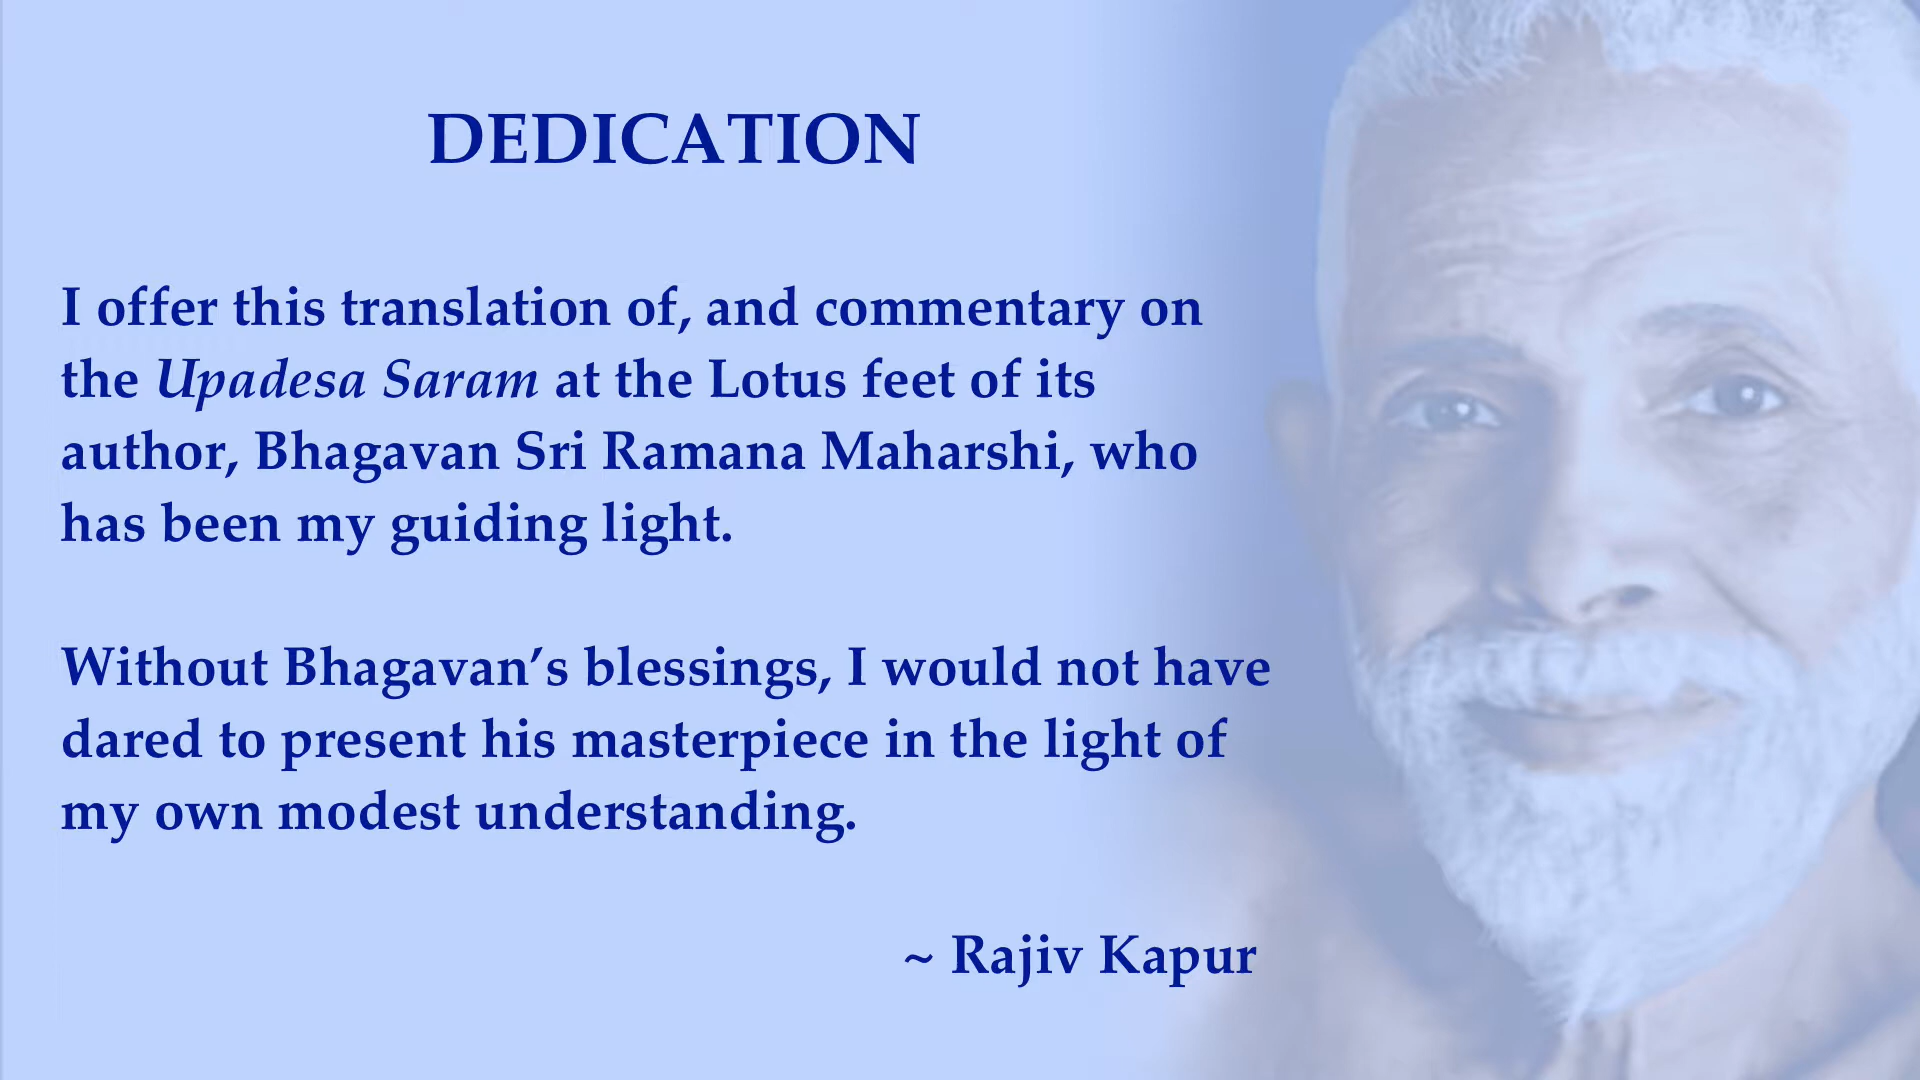 DEDICATION
I offer this translation of, and commentary on
the Upadesa Saram at the Lotus feet of its
author, Bhagavan Sri Ramana Maharshi, who
has been my guiding light.
Without Bhagavan’s blessings, I would not have
dared to present his masterpiece in the light of
my own modest understanding.
~ Rajiv Kapur